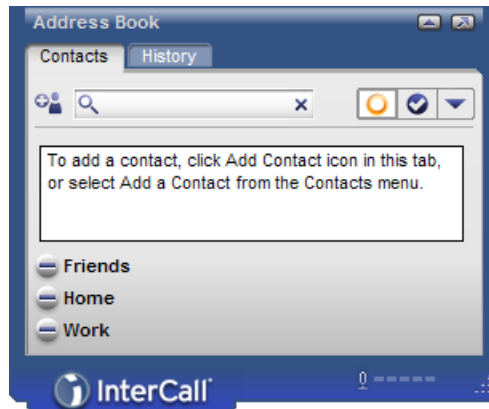 Address Book
Contacts History
To add a contact, click Add Contact icon in this tab,
or select Add a Contact from the Contacts menu.
Friends
Home
Work
InterCall